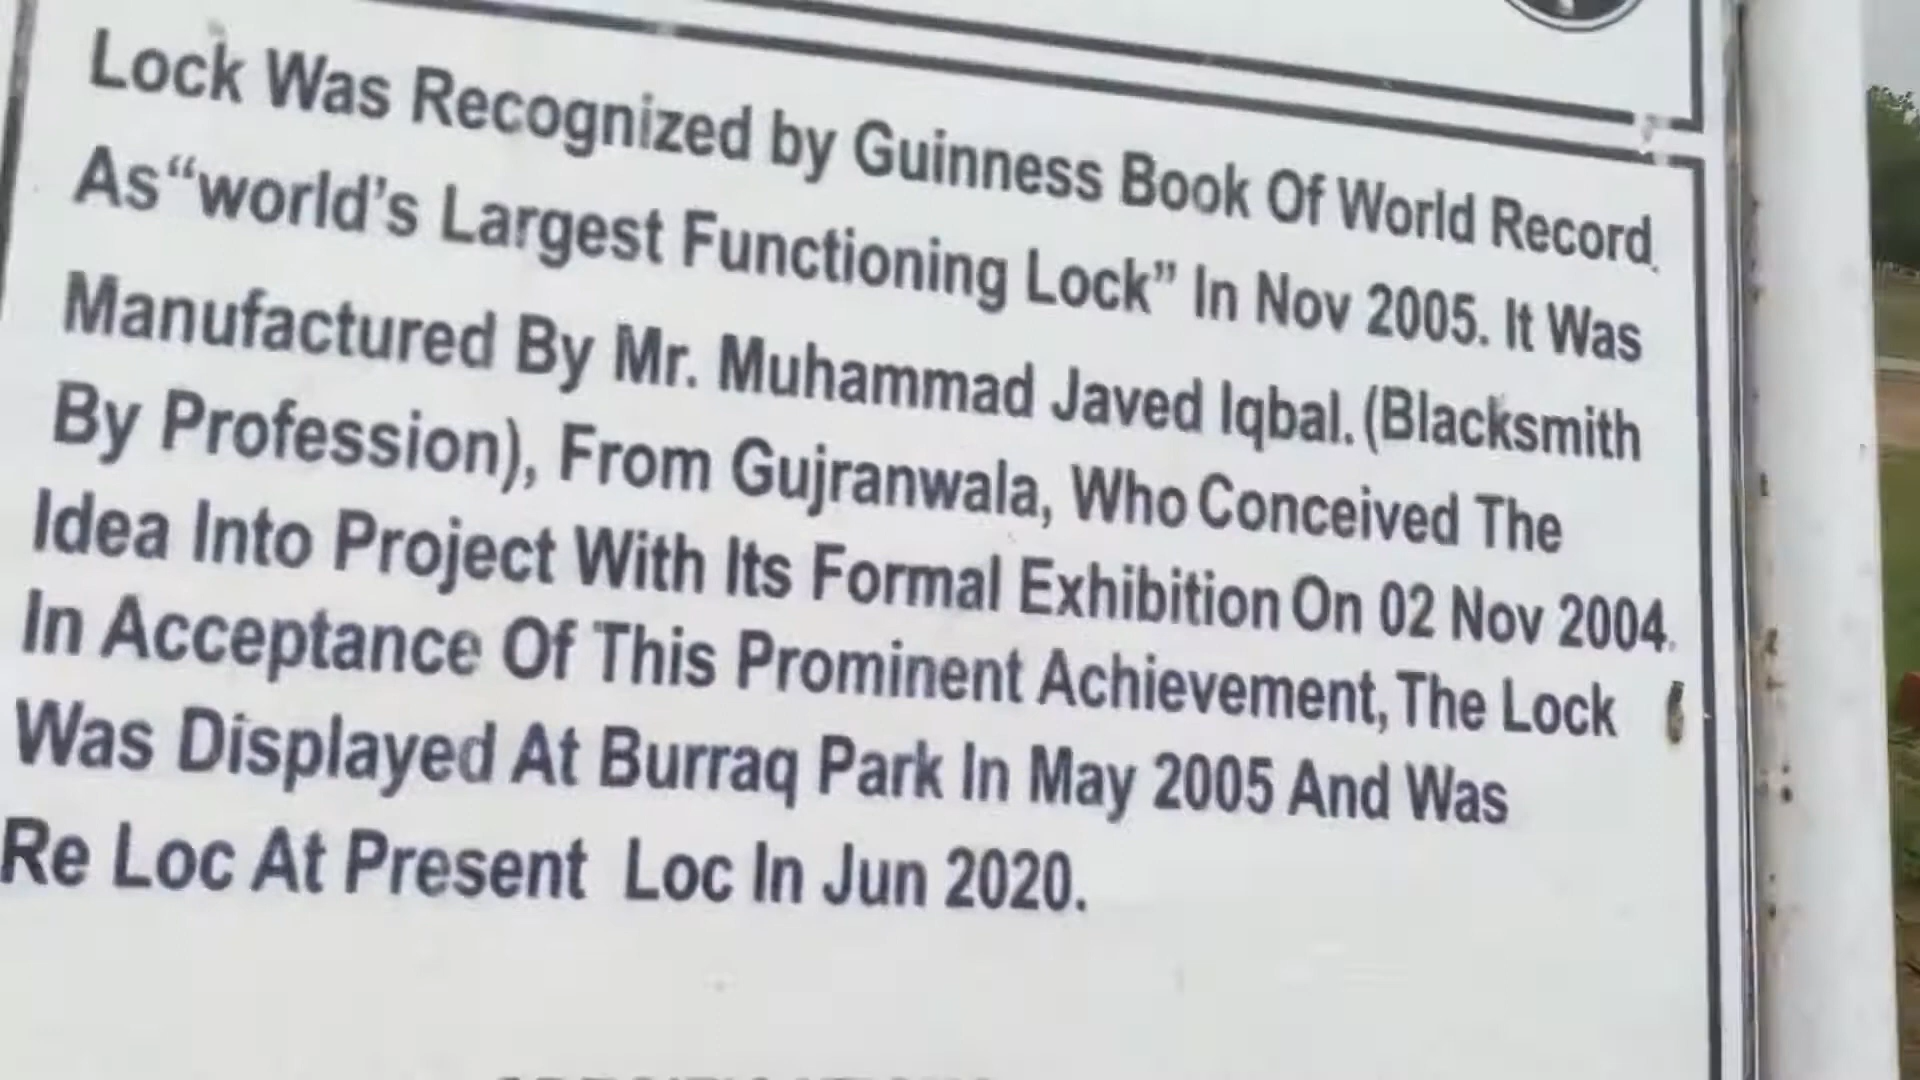 Lock Was Recognized by Guinness Book Of World Record.
As “world's Largest Functioning Lock” In Nov 2005. It Was
Manufactured By Mr. Muhammad Javed Iqbal. (Blacksmith
By Profession), From Gujranwala, Who Conceived The
Idea Into Project With Its Formal Exhibition On 02 Nov 2004.
In Acceptance Of This Prominent Achievement, The Lock
Was Displayed At Burraq Park In May 2005 And Was
Re Loc At Present Loc In Jun 2020.